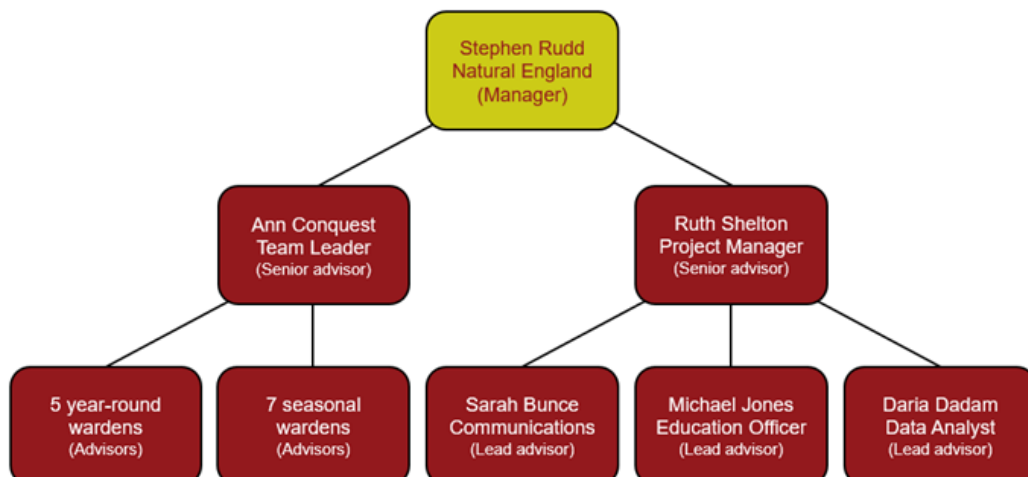 Stephen Rudd
Natural England
(Manager)
Ann Conquest
Team Leader
(Senior advisor)
Ruth Shelton
Project Manager
(Senior advisor)
5 year-round
wardens
(Advisors)
7 seasonal
wardens
(Advisors)
Sarah Bunce
Communications
(Lead advisor)
Michael Jones
Education Officer
(Lead advisor)
Daria Dadam
Data Analyst
(Lead advisor)